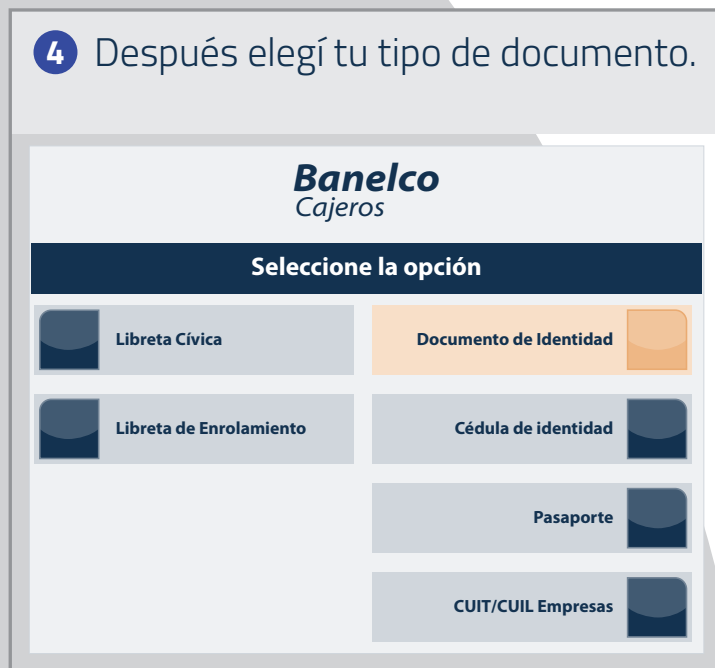 4 Después elegí tu tipo de documento.
Banelco
Cajeros
Seleccione la opción
Libreta Cívica
Documento de Identidad
Libreta de Enrolamiento
Cédula de identidad
Pasaporte
CUIT/CUIL Empresas